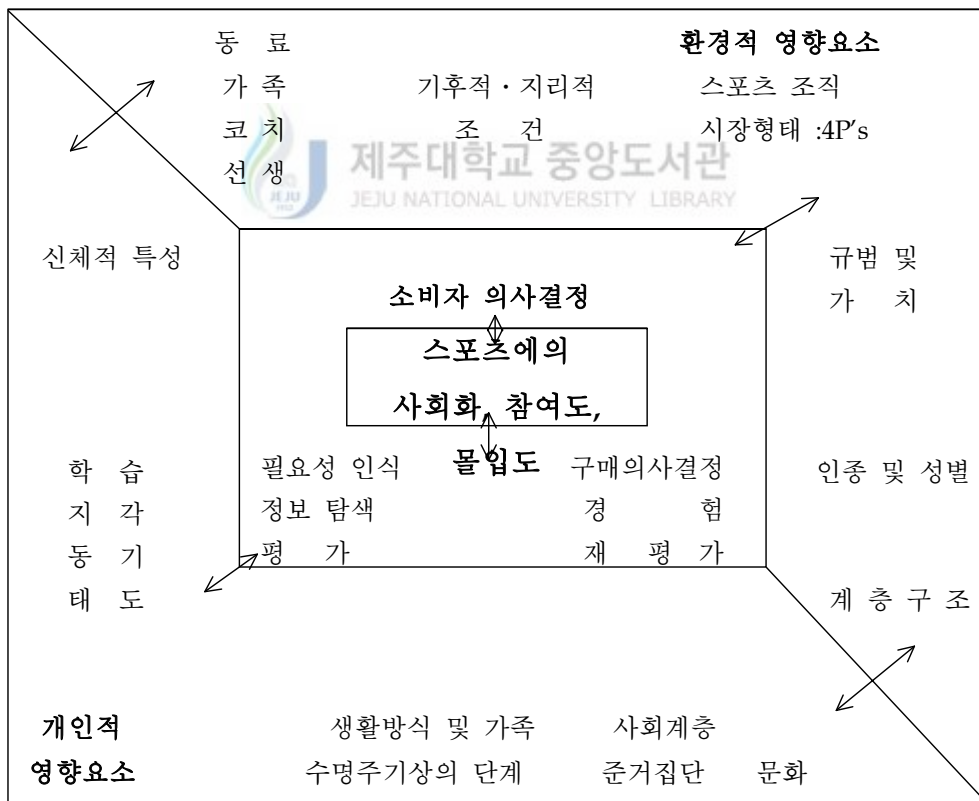 동 료 환경적 영향요소
가 족 기후적·지리적 스포츠 조직
코 치 조 건 시장형태 :4P's
선 생
제주대학교 중앙도서관
JEJU NATIONAL UNIVERSITY LIBRARY
JEJU
1952
신체적 특성 규범 및
가 치
소비자 의사결정
스포츠에의
사회화, 참여도,
몰입도
학 습 필요성 인식 구매의사결정 인종 및 성별
지 각 정보 탐색 경 험
동 기 평 가 재 평 가
태 도 계 층 구 조
개인적 생활방식 및 가족 사회계층
영향요소 수명주기상의 단계 준거집단 문화